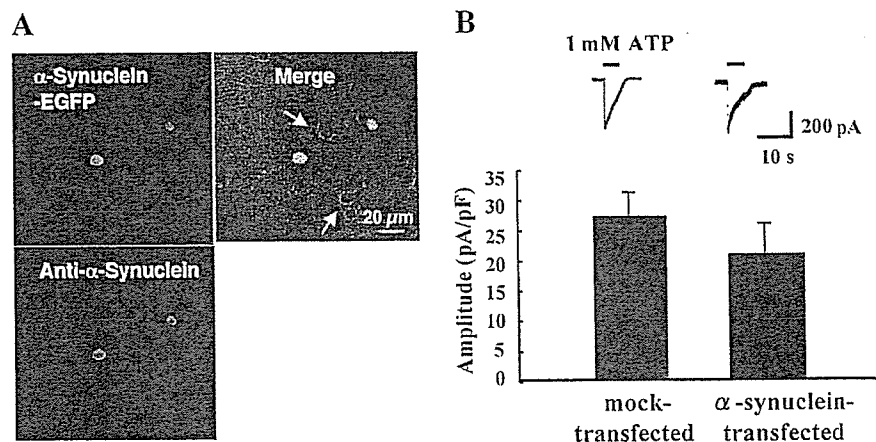 A
α-Synuclein
-EGFP
Merge
20 µm
Anti-α-Synuclein
B
1 mM ATP
200 pA
10 s
Amplitude (pA/pF)
35
30
25
20
15
10
5
0
mock-
transfected
α-synuclein-
transfected